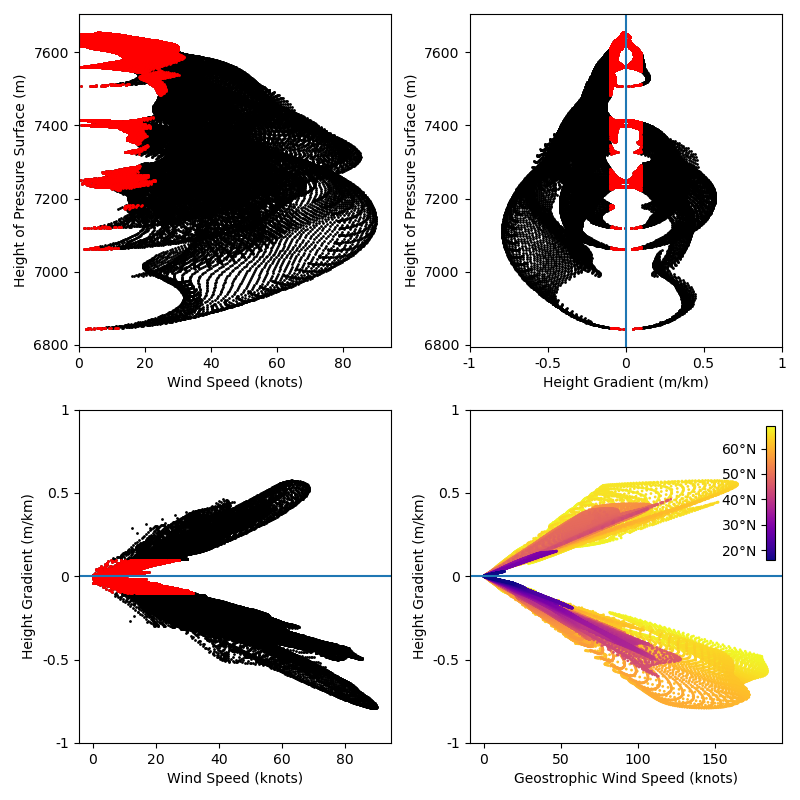 7600
7400
7200
7000
6800
Height of Pressure Surface (m)
0 20 40 60 80
Wind Speed (knots)
7600
7400
7200
7000
6800
Height of Pressure Surface (m)
-1 -0.5 0 0.5 1
Height Gradient (m/km)
1
0.5
0
-0.5
-1
Height Gradient (m/km)
0 20 40 60 80
Wind Speed (knots)
1
0.5
0
-0.5
-1
Height Gradient (m/km)
60°N
50°N
40°N
30°N
20°N
0 50 100 150
Geostrophic Wind Speed (knots)